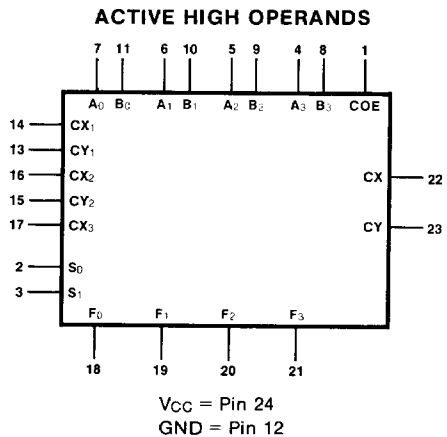 ACTIVE HIGH OPERANDS
7 11 6 10 5 9 4 8 1
A0 B0 A1 B1 A2 B2 A3 B3 COE
14 CX1
13 CY1
16 CX2
CX 22
15 CY2
17 CX3
CY 23
2 S0
3 S1
F0 F1 F2 F3
18 19 20 21
VCC = Pin 24
GND = Pin 12